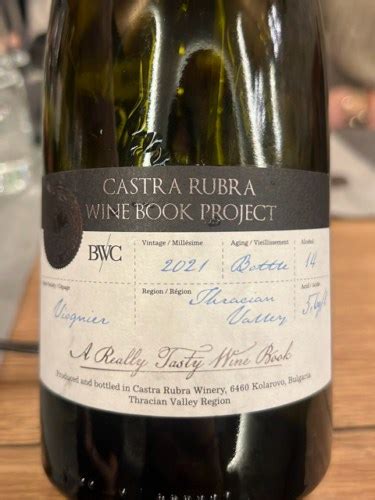 CASTRA RUBRA
WINE BOOK PROJECT
BWC
Vintage / Millésime
2021
Aging / Vieillissement
Bottle
Alcohol
14
Viognier
Region / Région
Thracian
Valley
A Really Tasty Wine Book
Produced and bottled in Castra Rubra Winery, 6460 Kolarovo, Bulgaria
Thracian Valley Region